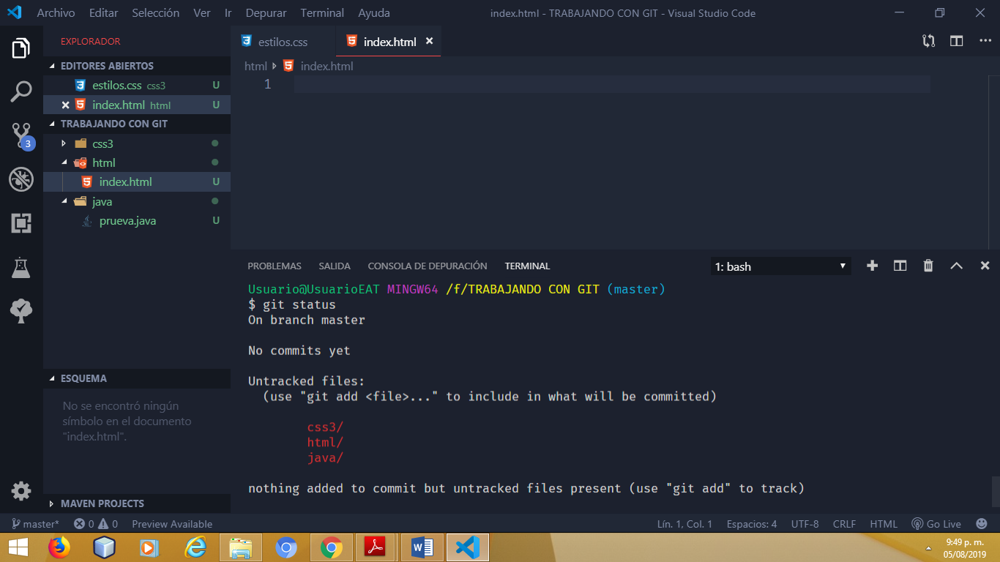 Archivo Editar Selección Ver Ir Depurar Terminal Ayuda index.html - TRABAJANDO CON GIT - Visual Studio Code
EXPLORADOR
EDITORES ABIERTOS
estilos.css css3 U
index.html html U
TRABAJANDO CON GIT
css3
html
index.html U
java
prueva.java U
3
ESQUEMA
No se encontró ningún
símbolo en el documento
"index.html".
MAVEN PROJECTS
estilos.css index.html
html index.html
1
PROBLEMAS SALIDA CONSOLA DE DEPURACIÓN TERMINAL 1: bash
Usuario@UsuarioEAT MINGW64 /f/TRABAJANDO CON GIT (master)
$ git status
On branch master
No commits yet
Untracked files:
(use "git add <file>..." to include in what will be committed)
css3/
html/
java/
nothing added to commit but untracked files present (use "git add" to track)
master* 0 0 Preview Available Lín. 1, Col. 1 Espacios: 4 UTF-8 CRLF HTML Go Live
9:49 p. m.
05/08/2019